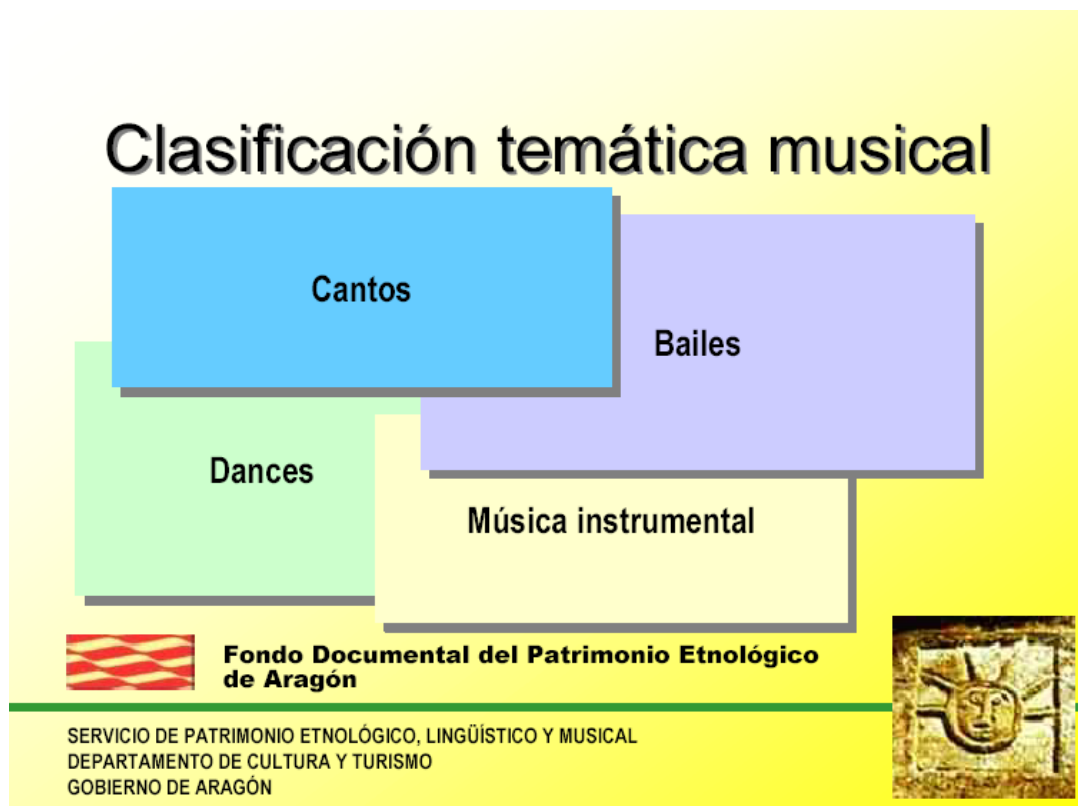 Clasificación temática musical
Cantos
Bailes
Dances
Música instrumental
Fondo Documental del Patrimonio Etnológico
de Aragón
SERVICIO DE PATRIMONIO ETNOLÓGICO, LINGÜÍSTICO Y MUSICAL
DEPARTAMENTO DE CULTURA Y TURISMO
GOBIERNO DE ARAGÓN